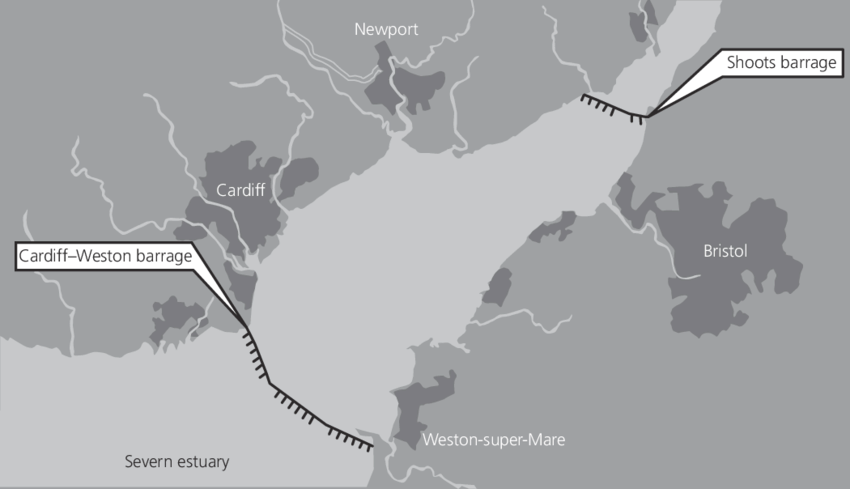 Newport
Shoots barrage
Cardiff
Bristol
Cardiff–Weston barrage
Weston-super-Mare
Severn estuary